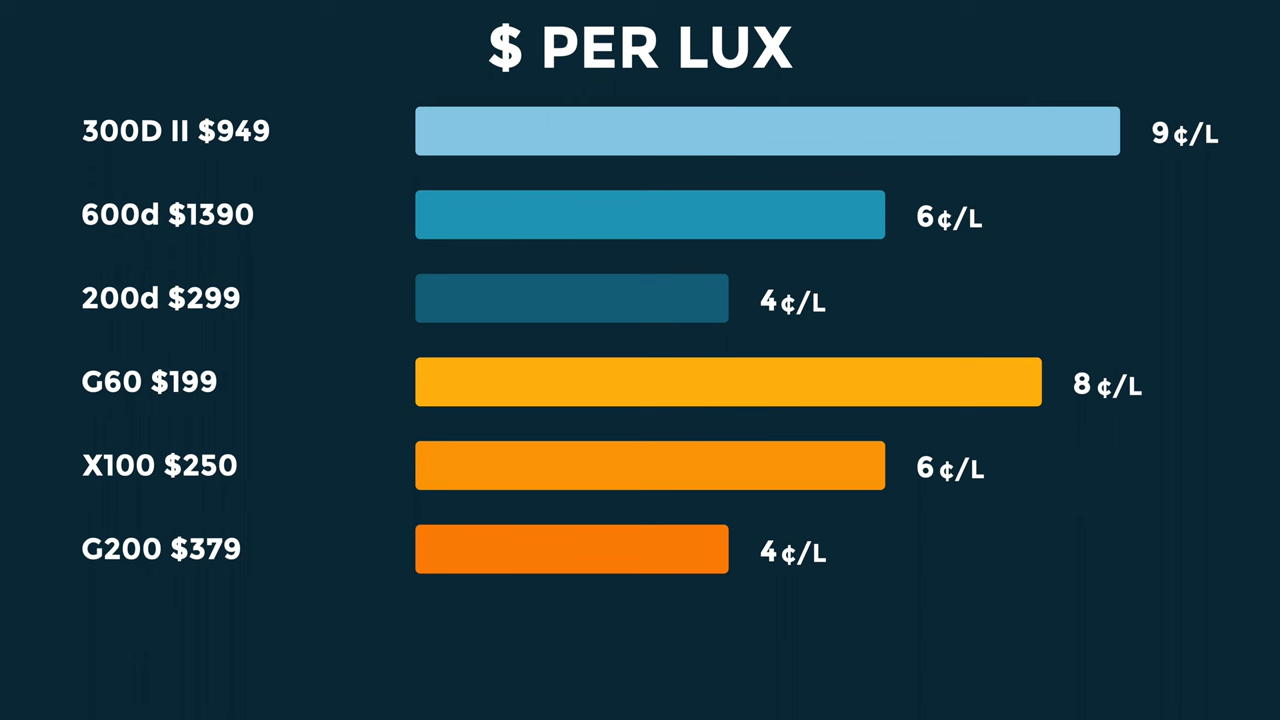 $ PER LUX
300D II $949 9¢/L
600d $1390 6¢/L
200d $299 4¢/L
G60 $199 8¢/L
X100 $250 6¢/L
G200 $379 4¢/L